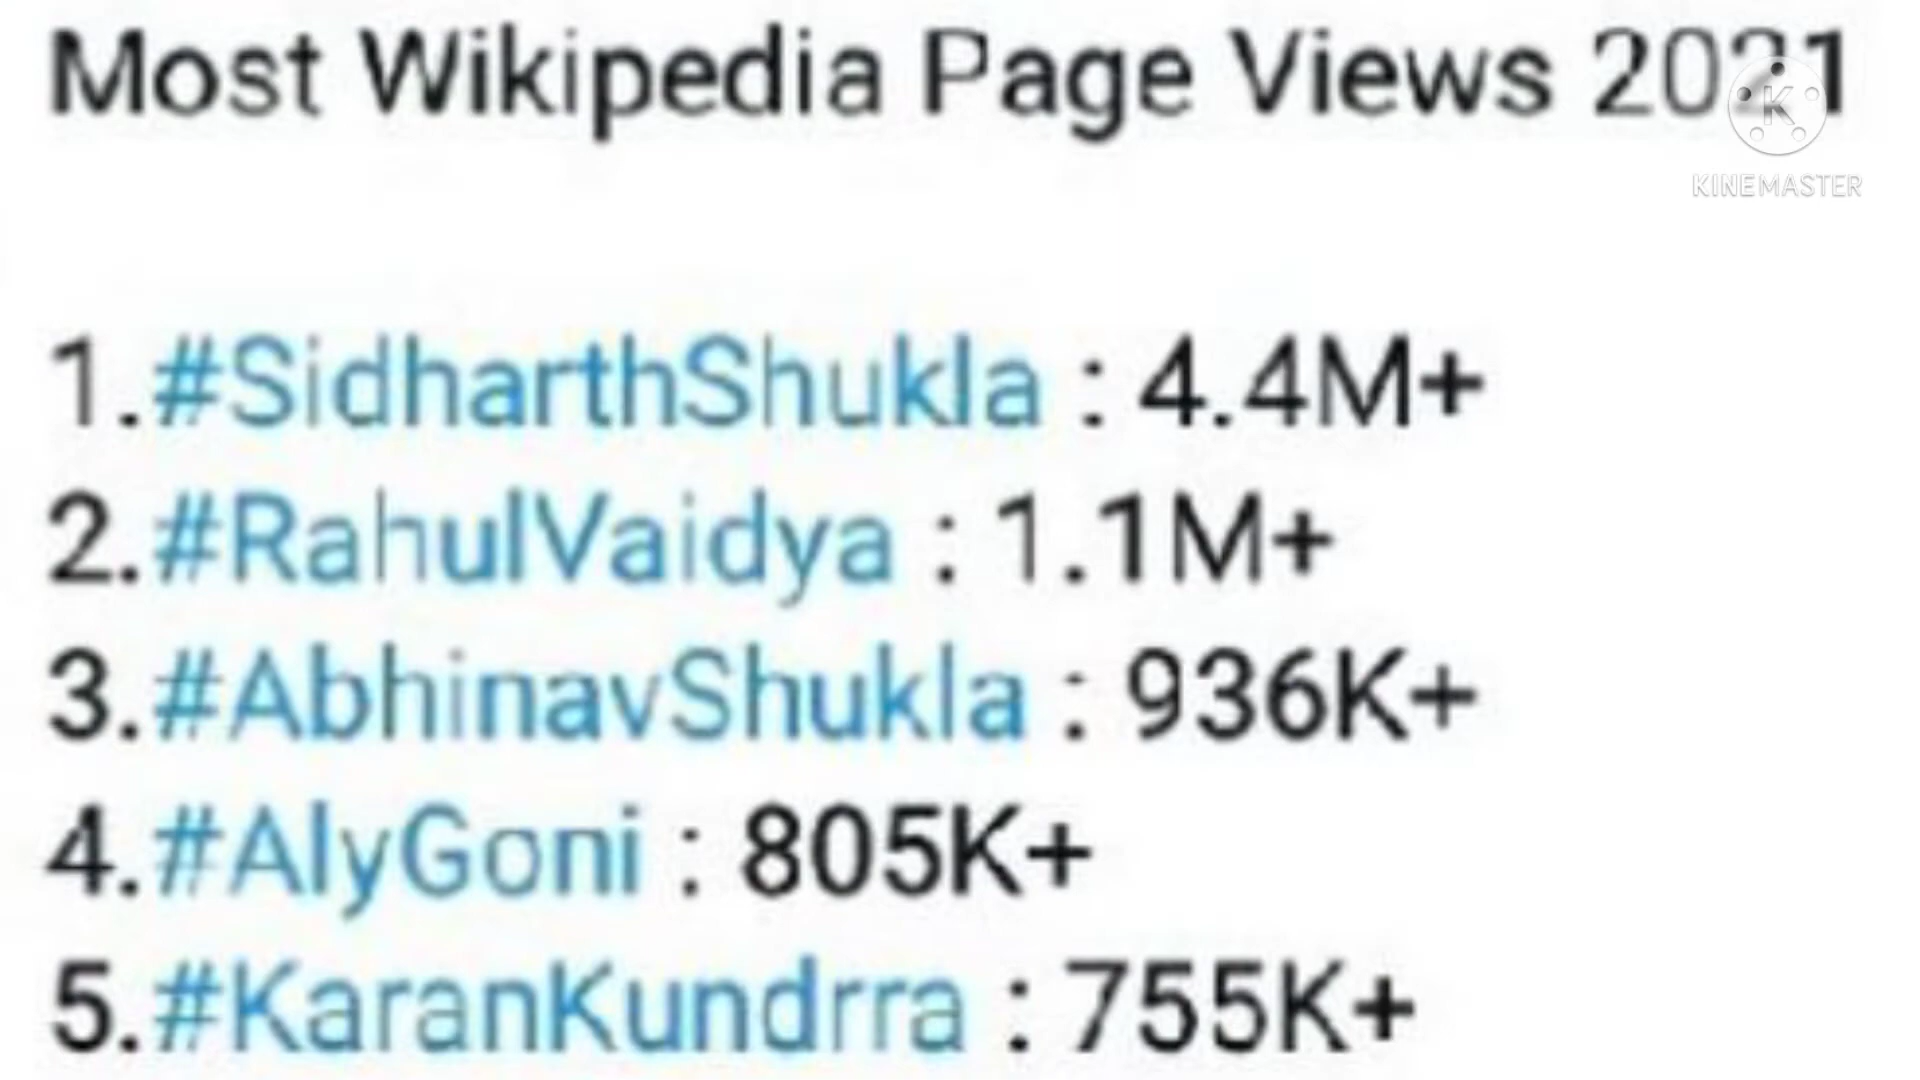 Most Wikipedia Page Views 2021
KINEMASTER
1.#SidharthShukla : 4.4M+
2.#RahulVaidya : 1.1M+
3.#AbhinavShukla : 936K+
4.#AlyGoni : 805K+
5.#KaranKundrra : 755K+